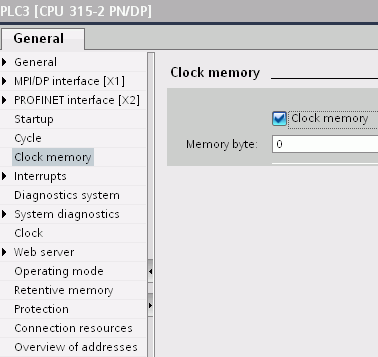 PLC3 [CPU 315-2 PN/DP]
General
General
MPI/DP interface [X1]
PROFINET interface [X2]
Startup
Cycle
Clock memory
Interrupts
Diagnostics system
System diagnostics
Clock
Web server
Operating mode
Retentive memory
Protection
Connection resources
Overview of addresses
Clock memory
Clock memory
Memory byte: 0